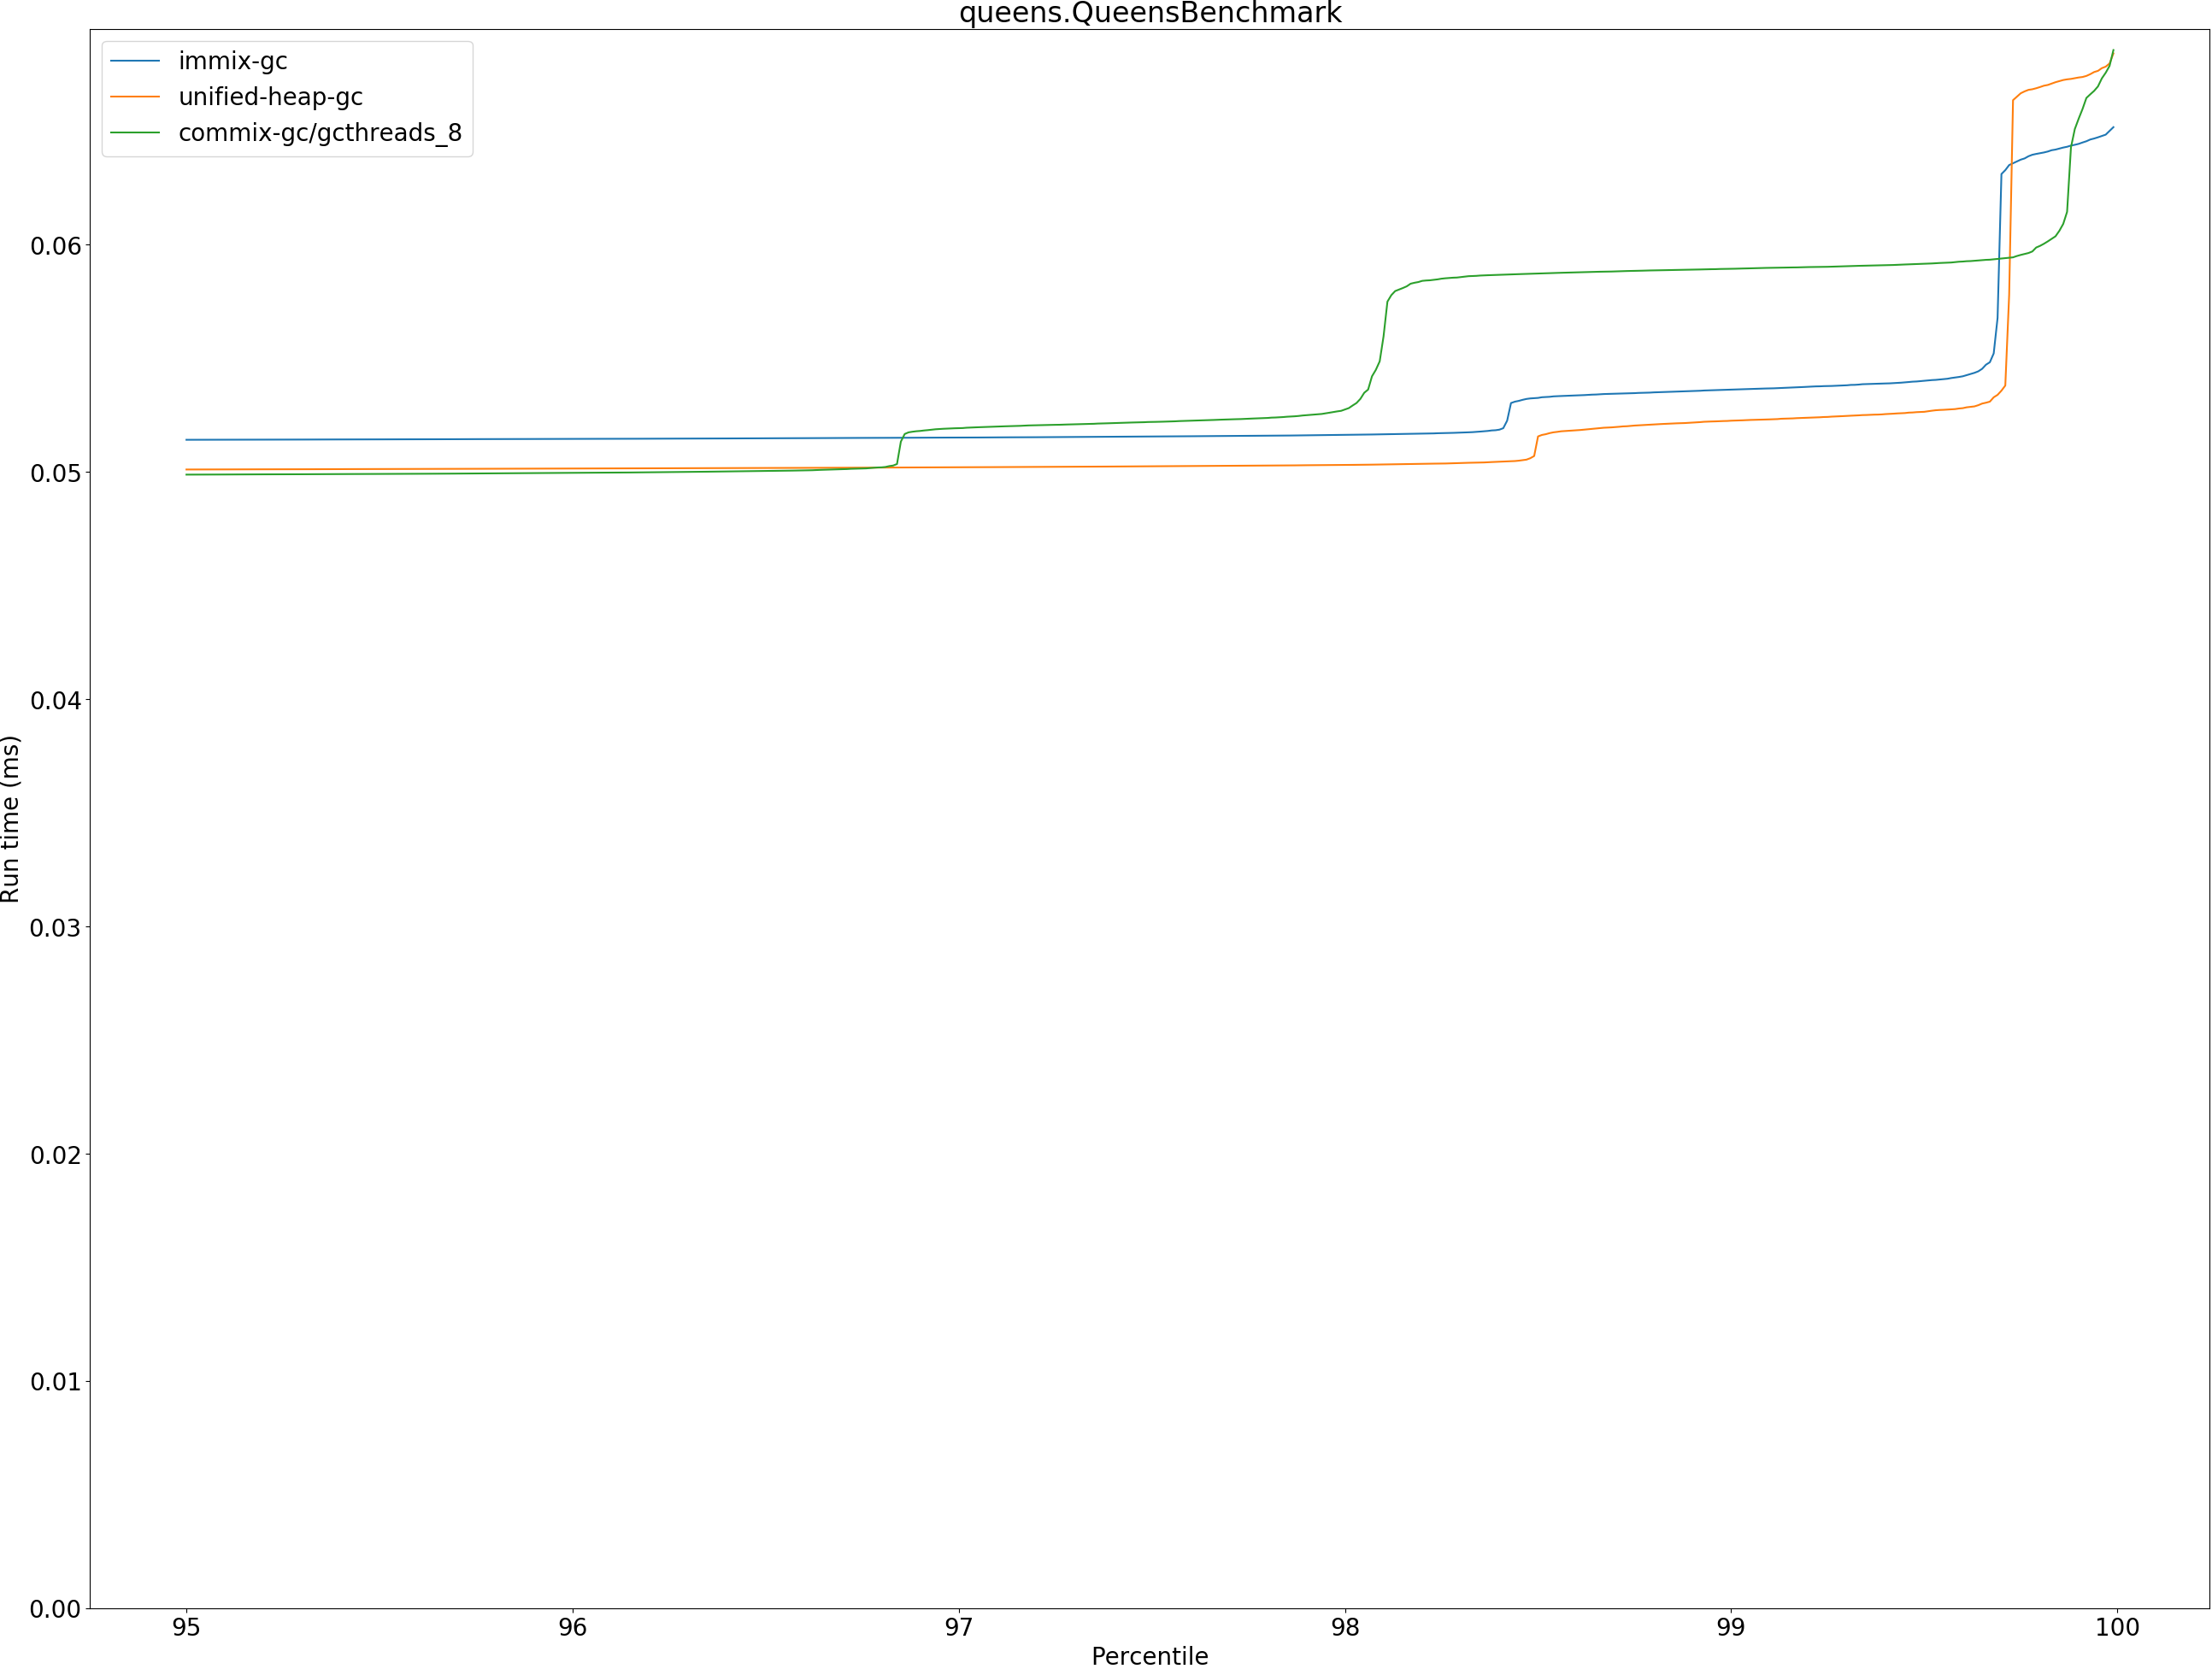 queens.QueensBenchmark
immix-gc
unified-heap-gc
commix-gc/gcthreads_8
0.06
0.05
0.04
0.03
0.02
0.01
0.00
Run time (ms)
95 96 97 98 99 100
Percentile